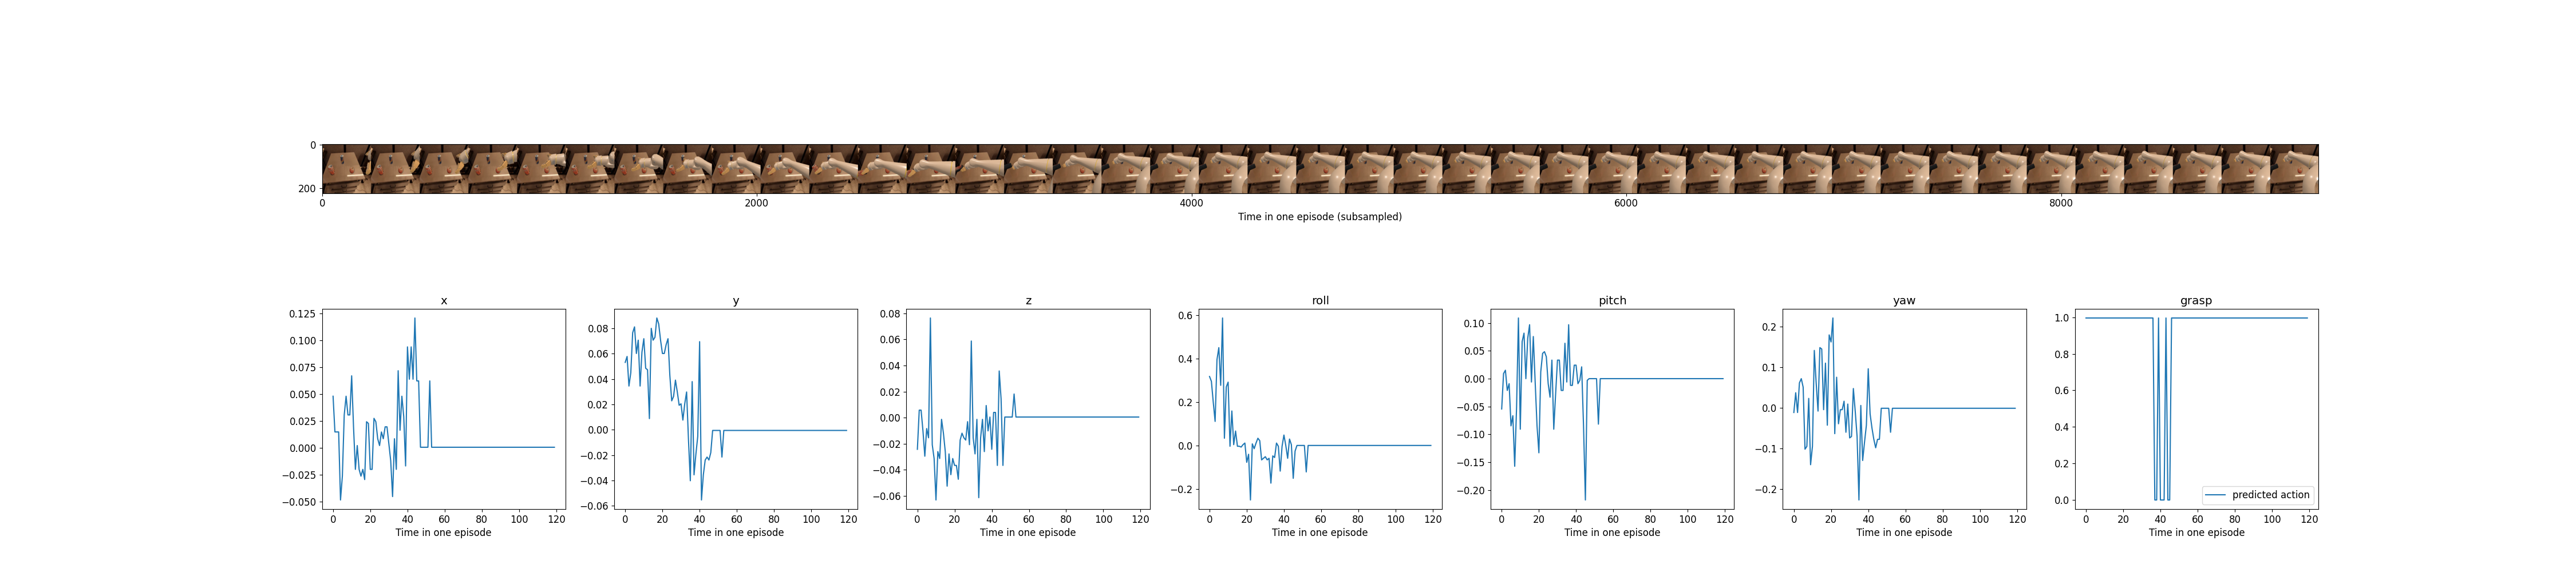 0
200
0 2000 4000 6000 8000
Time in one episode (subsampled)
x
0.125
0.100
0.075
0.050
0.025
0.000
−0.025
−0.050
0 20 40 60 80 100 120
Time in one episode
y
0.08
0.06
0.04
0.02
0.00
−0.02
−0.04
−0.06
0 20 40 60 80 100 120
Time in one episode
z
0.08
0.06
0.04
0.02
0.00
−0.02
−0.04
−0.06
0 20 40 60 80 100 120
Time in one episode
roll
0.6
0.4
0.2
0.0
−0.2
0 20 40 60 80 100 120
Time in one episode
pitch
0.10
0.05
0.00
−0.05
−0.10
−0.15
−0.20
0 20 40 60 80 100 120
Time in one episode
yaw
0.2
0.1
0.0
−0.1
−0.2
0 20 40 60 80 100 120
Time in one episode
grasp
1.0
0.8
0.6
0.4
0.2
0.0
predicted action
0 20 40 60 80 100 120
Time in one episode